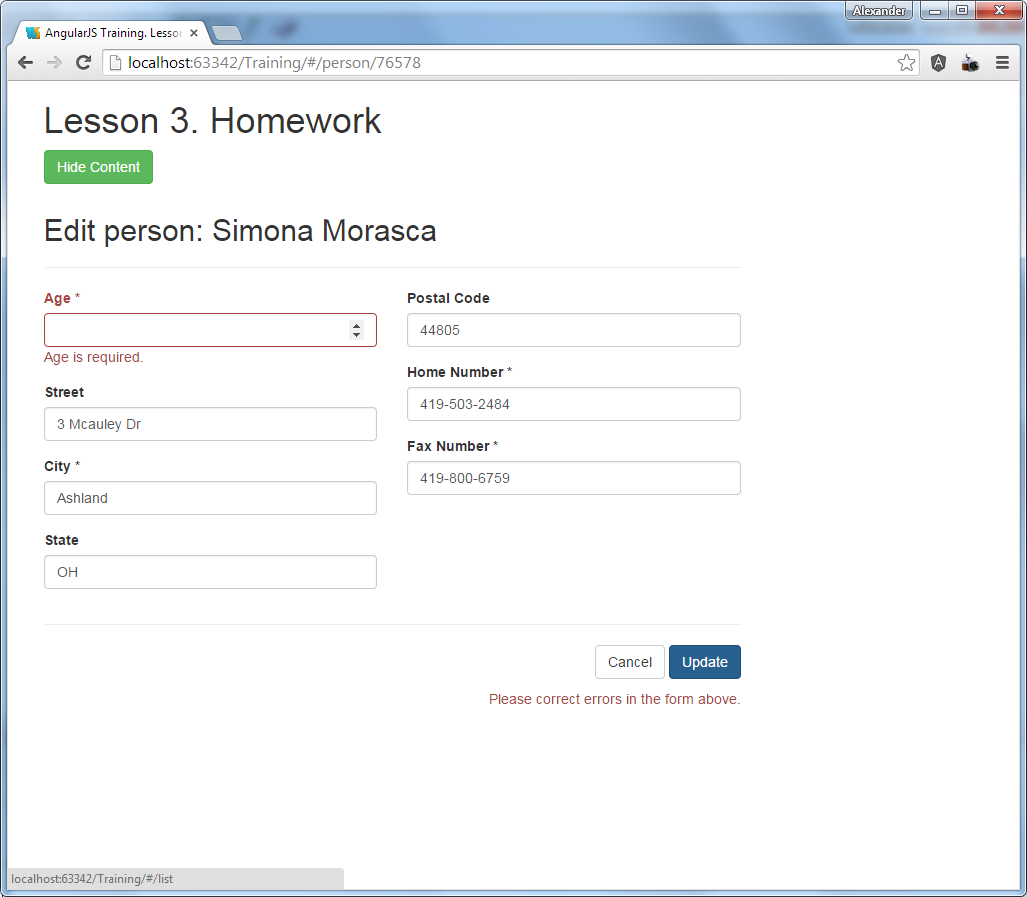 Alexander
AngularJS Training. Lesso
localhost:63342/Training/#/person/76578
Lesson 3. Homework
Hide Content
Edit person: Simona Morasca
Age *
Age is required.
Street
3 Mcauley Dr
City *
Ashland
State
OH
Postal Code
44805
Home Number *
419-503-2484
Fax Number *
419-800-6759
Cancel Update
Please correct errors in the form above.
localhost:63342/Training/#/list